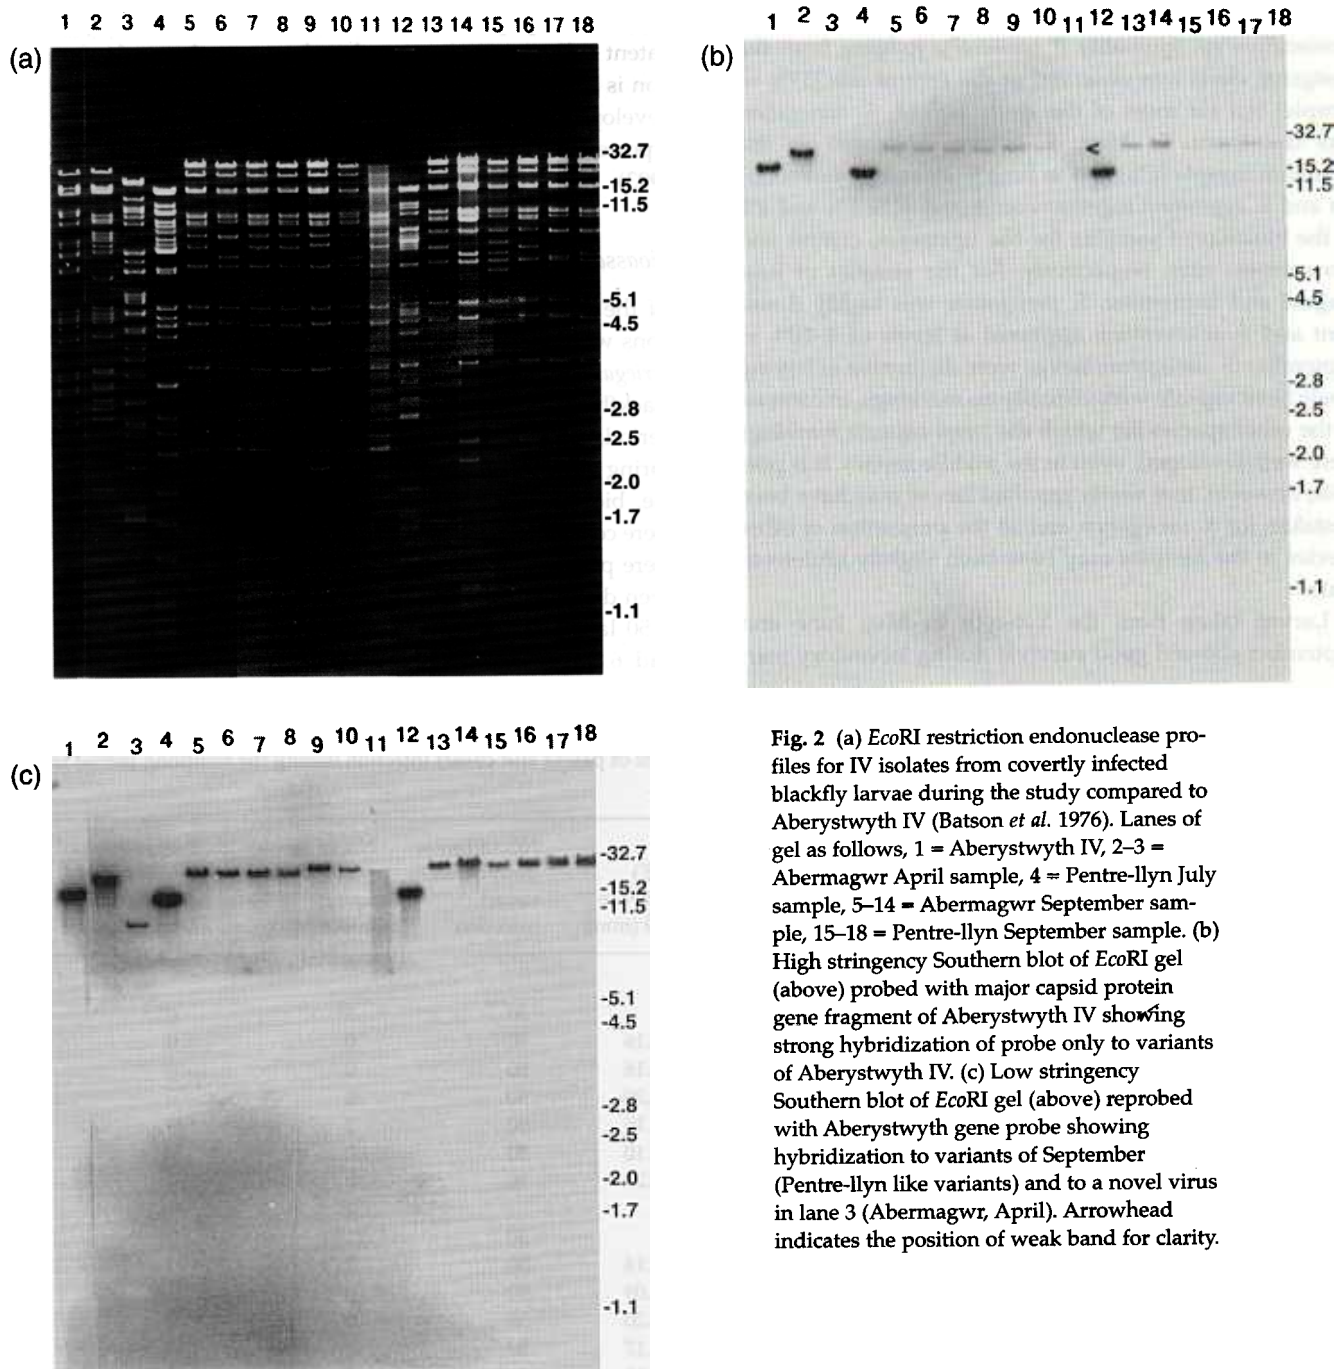 1 2 3 4 5 6 7 8 9 10 11 12 13 14 15 16 17 18
(a)
-32.7
-15.2
-11.5
-5.1
-4.5
-2.8
-2.5
-2.0
-1.7
-1.1
1 2 3 4 5 6 7 8 9 10 11 12 13 14 15 16 17 18
(b)
-32.7
<
-15.2
-11.5
-5.1
-4.5
-2.8
-2.5
-2.0
-1.7
-1.1
1 2 3 4 5 6 7 8 9 10 11 12 13 14 15 16 17 18
(c)
-32.7
-15.2
-11.5
-5.1
-4.5
-2.8
-2.5
-2.0
-1.7
-1.1
Fig. 2 (a) EcoRI restriction endonuclease pro-
files for IV isolates from covertly infected
blackfly larvae during the study compared to
Aberystwyth IV (Batson et al. 1976). Lanes of
gel as follows, 1 = Aberystwyth IV, 2–3 =
Abermagwr April sample, 4 = Pentre-llyn July
sample, 5–14 = Abermagwr September sam-
ple, 15–18 = Pentre-llyn September sample. (b)
High stringency Southern blot of EcoRI gel
(above) probed with major capsid protein
gene fragment of Aberystwyth IV showing
strong hybridization of probe only to variants
of Aberystwyth IV. (c) Low stringency
Southern blot of EcoRI gel (above) reprobed
with Aberystwyth gene probe showing
hybridization to variants of September
(Pentre-llyn like variants) and to a novel virus
in lane 3 (Abermagwr, April). Arrowhead
indicates the position of weak band for clarity.